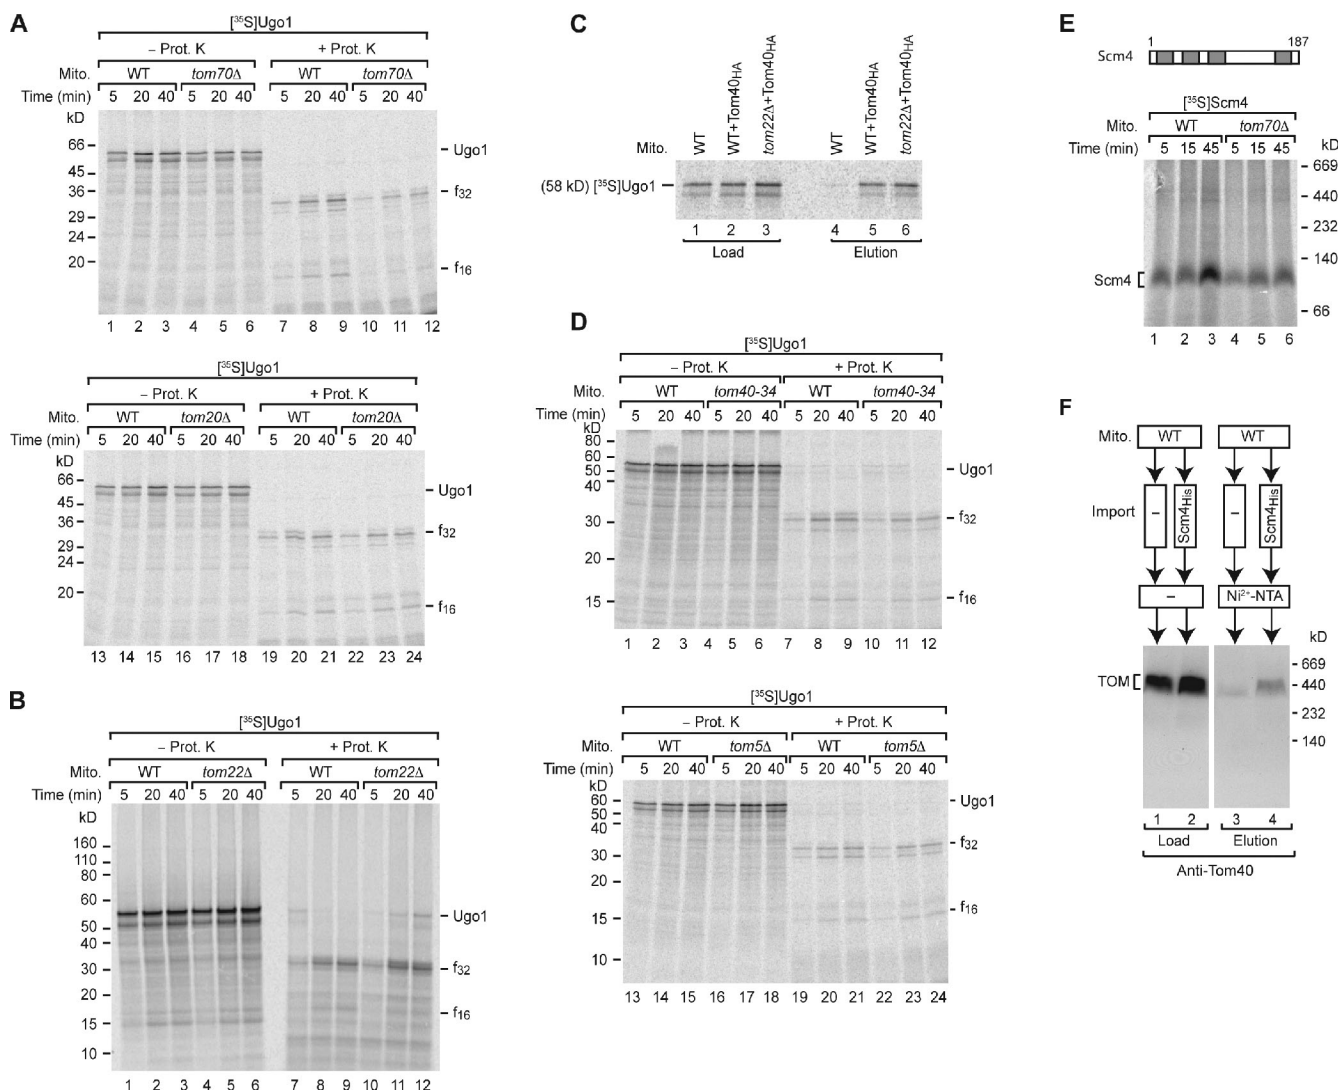 A
[³⁵S]Ugo1
– Prot. K + Prot. K
Mito. WT tom70Δ WT tom70Δ
Time (min) 5 20 40 5 20 40 5 20 40 5 20 40
kD
66
45
36
29
24
20
Ugo1
f₃₂
f₁₆
1 2 3 4 5 6 7 8 9 10 11 12
[³⁵S]Ugo1
– Prot. K + Prot. K
Mito. WT tom20Δ WT tom20Δ
Time (min) 5 20 40 5 20 40 5 20 40 5 20 40
kD
66
45
36
29
24
20
Ugo1
f₃₂
f₁₆
13 14 15 16 17 18 19 20 21 22 23 24
B
[³⁵S]Ugo1
– Prot. K + Prot. K
Mito. WT tom22Δ WT tom22Δ
Time (min) 5 20 40 5 20 40 5 20 40 5 20 40
kD
160
110
80
60
50
40
30
20
15
10
Ugo1
f₃₂
f₁₆
1 2 3 4 5 6 7 8 9 10 11 12
C
Mito. WT WT+Tom40HA tom22Δ+Tom40HA WT WT+Tom40HA tom22Δ+Tom40HA
(58 kD) [³⁵S]Ugo1
1 2 3 4 5 6
Load Elution
D
[³⁵S]Ugo1
– Prot. K + Prot. K
Mito. WT tom40-34 WT tom40-34
Time (min) 5 20 40 5 20 40 5 20 40 5 20 40
kD
80
60
50
40
30
20
15
Ugo1
f₃₂
f₁₆
1 2 3 4 5 6 7 8 9 10 11 12
[³⁵S]Ugo1
– Prot. K + Prot. K
Mito. WT tom5Δ WT tom5Δ
Time (min) 5 20 40 5 20 40 5 20 40 5 20 40
kD
60
50
40
30
20
15
10
Ugo1
f₃₂
f₁₆
13 14 15 16 17 18 19 20 21 22 23 24
E
1 187
Scm4
[³⁵S]Scm4
Mito. WT tom70Δ
Time (min) 5 15 45 5 15 45 kD
669
440
232
140
66
Scm4
1 2 3 4 5 6
F
Mito. WT WT
Import – Scm4His – Scm4His
– Ni²⁺-NTA
kD
669
440
232
140
TOM
1 2 3 4
Load Elution
Anti-Tom40